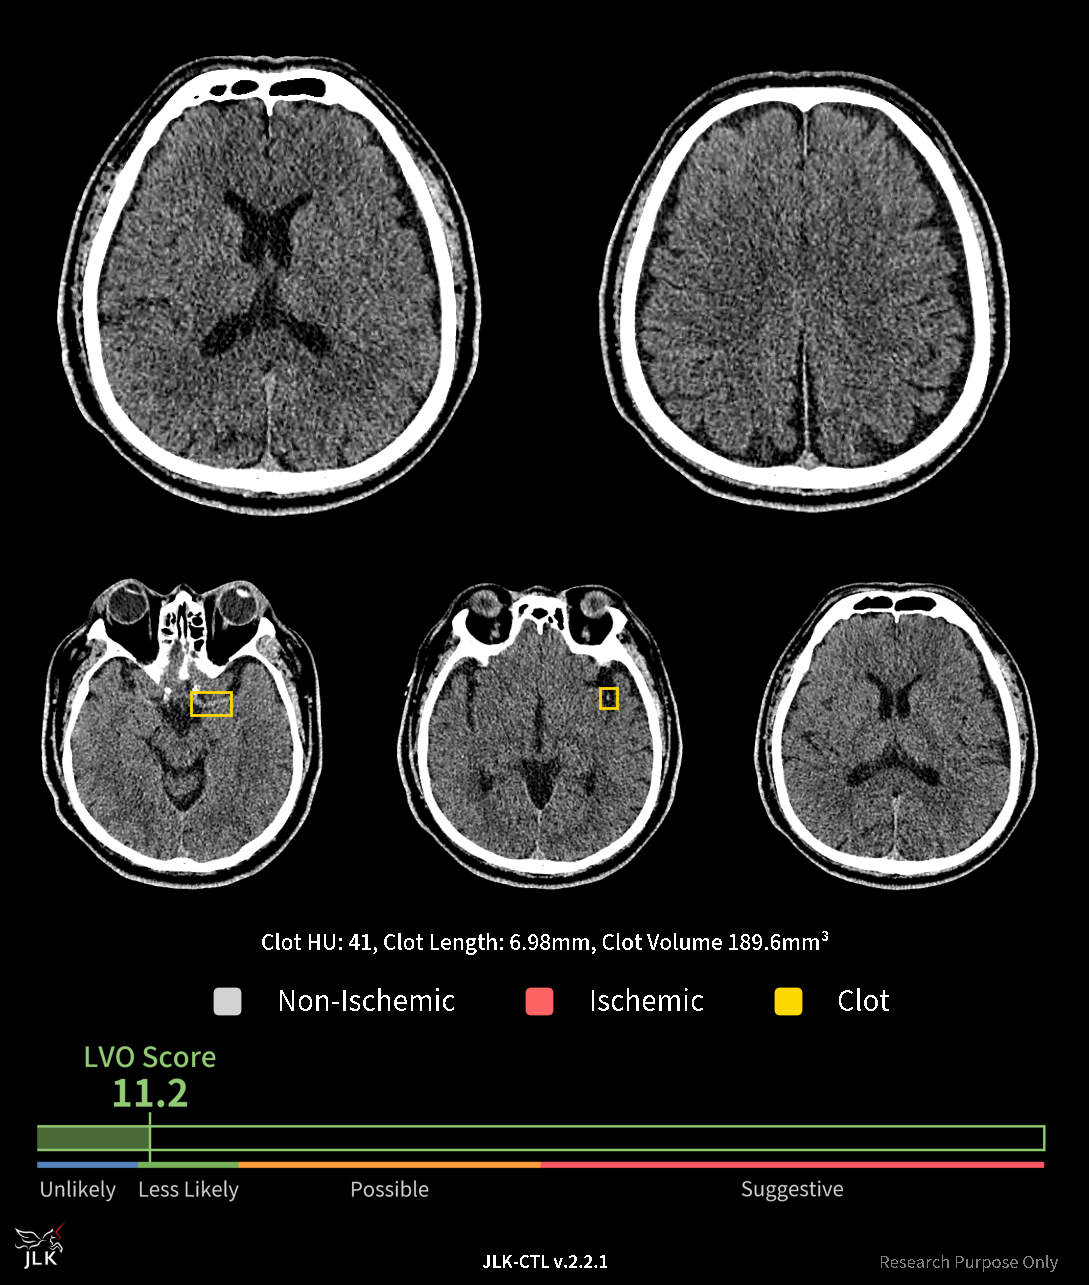 Clot HU: 41, Clot Length: 6.98mm, Clot Volume 189.6mm³
Non-Ischemic
Ischemic
Clot
LVO Score
11.2
Unlikely
Less Likely
Possible
Suggestive
JLK
JLK-CTL v.2.2.1
Research Purpose Only